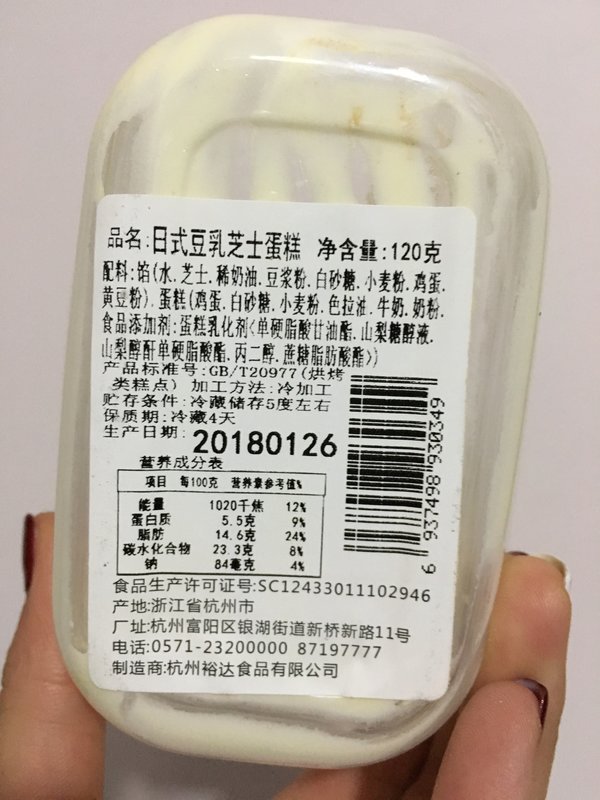 品名:日式豆乳芝士蛋糕 净含量:120克
配料:馅(水.芝士.稀奶油.豆浆粉.白砂糖.小麦粉.鸡蛋.
黄豆粉).蛋糕(鸡蛋.白砂糖.小麦粉.色拉油.牛奶.奶粉.
食品添加剂:蛋糕乳化剂<单硬脂酸甘油酯.山梨糖醇液.
山梨醇酐单硬脂酸酯.丙二醇.蔗糖脂肪酸酯>)
产品标准号:GB/T20977(烘烤
类糕点) 加工方法:冷加工
贮存条件:冷藏储存5度左右
保质期:冷藏4天
生产日期:20180126
营养成分表
项目 每100克 营养素参考值%
能量 1020千焦 12%
蛋白质 5.5克 9%
脂肪 14.6克 24%
碳水化合物 23.3克 8%
钠 84毫克 4%
6 937498 930349
食品生产许可证号:SC12433011102946
产地:浙江省杭州市
厂址:杭州富阳区银湖街道新桥新路11号
电话:0571-23200000 87197777
制造商:杭州裕达食品有限公司